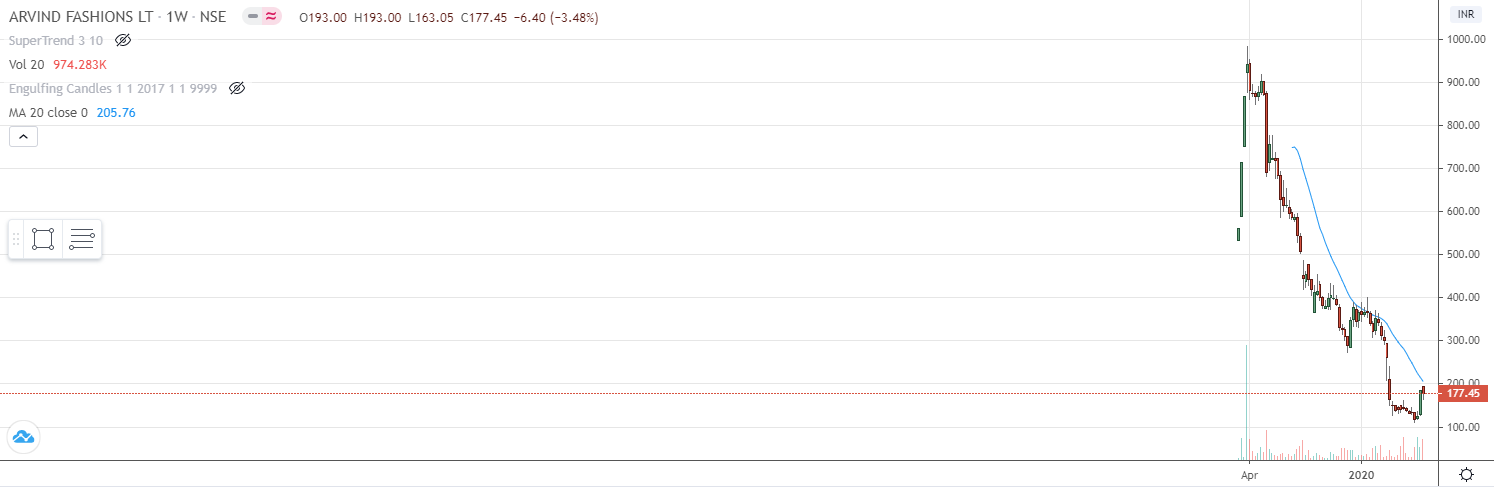 ARVIND FASHIONS LT · 1W · NSE O193.00 H193.00 L163.05 C177.45 −6.40 (−3.48%)
SuperTrend 3 10
Vol 20 974.283K
Engulfing Candles 1 1 2017 1 1 9999
MA 20 close 0 205.76
INR
1000.00
900.00
800.00
700.00
600.00
500.00
400.00
300.00
200.00
177.45
100.00
Apr 2020